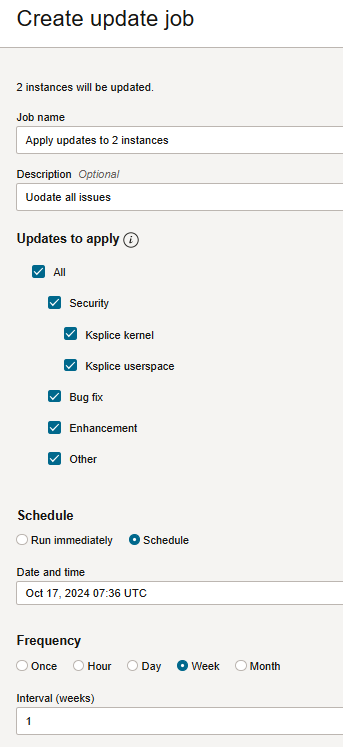 Create update job
2 instances will be updated.
Job name
Apply updates to 2 instances
Description Optional
Uodate all issues
Updates to apply i
All
Security
Ksplice kernel
Ksplice userspace
Bug fix
Enhancement
Other
Schedule
Run immediately Schedule
Date and time
Oct 17, 2024 07:36 UTC
Frequency
Once Hour Day Week Month
Interval (weeks)
1